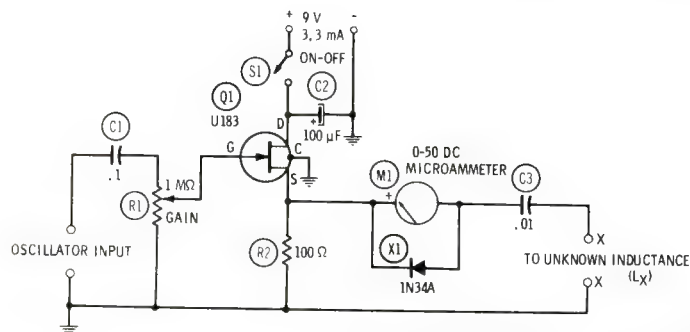 + 9 V -
3,3 mA
ON-OFF
S1
Q1
U183
C2
D
+
100 µF
C1
.1
G
C
S
1 MΩ
R1
GAIN
0-50 DC
MICROAMMETER
M1
+
C3
.01
OSCILLATOR INPUT
R2
100 Ω
X1
1N34A
X
TO UNKNOWN INDUCTANCE
(LX)
X